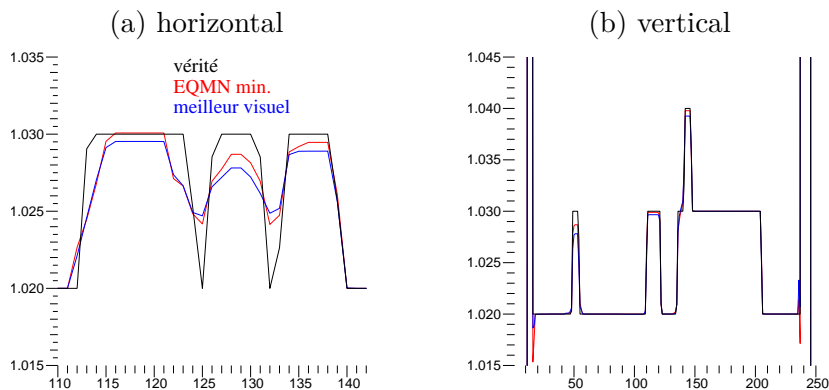 (a) horizontal
(b) vertical
1.035
1.030
1.025
1.020
1.015
110 115 120 125 130 135 140
vérité
EQMN min.
meilleur visuel
1.045
1.040
1.035
1.030
1.025
1.020
1.015
50 100 150 200 250